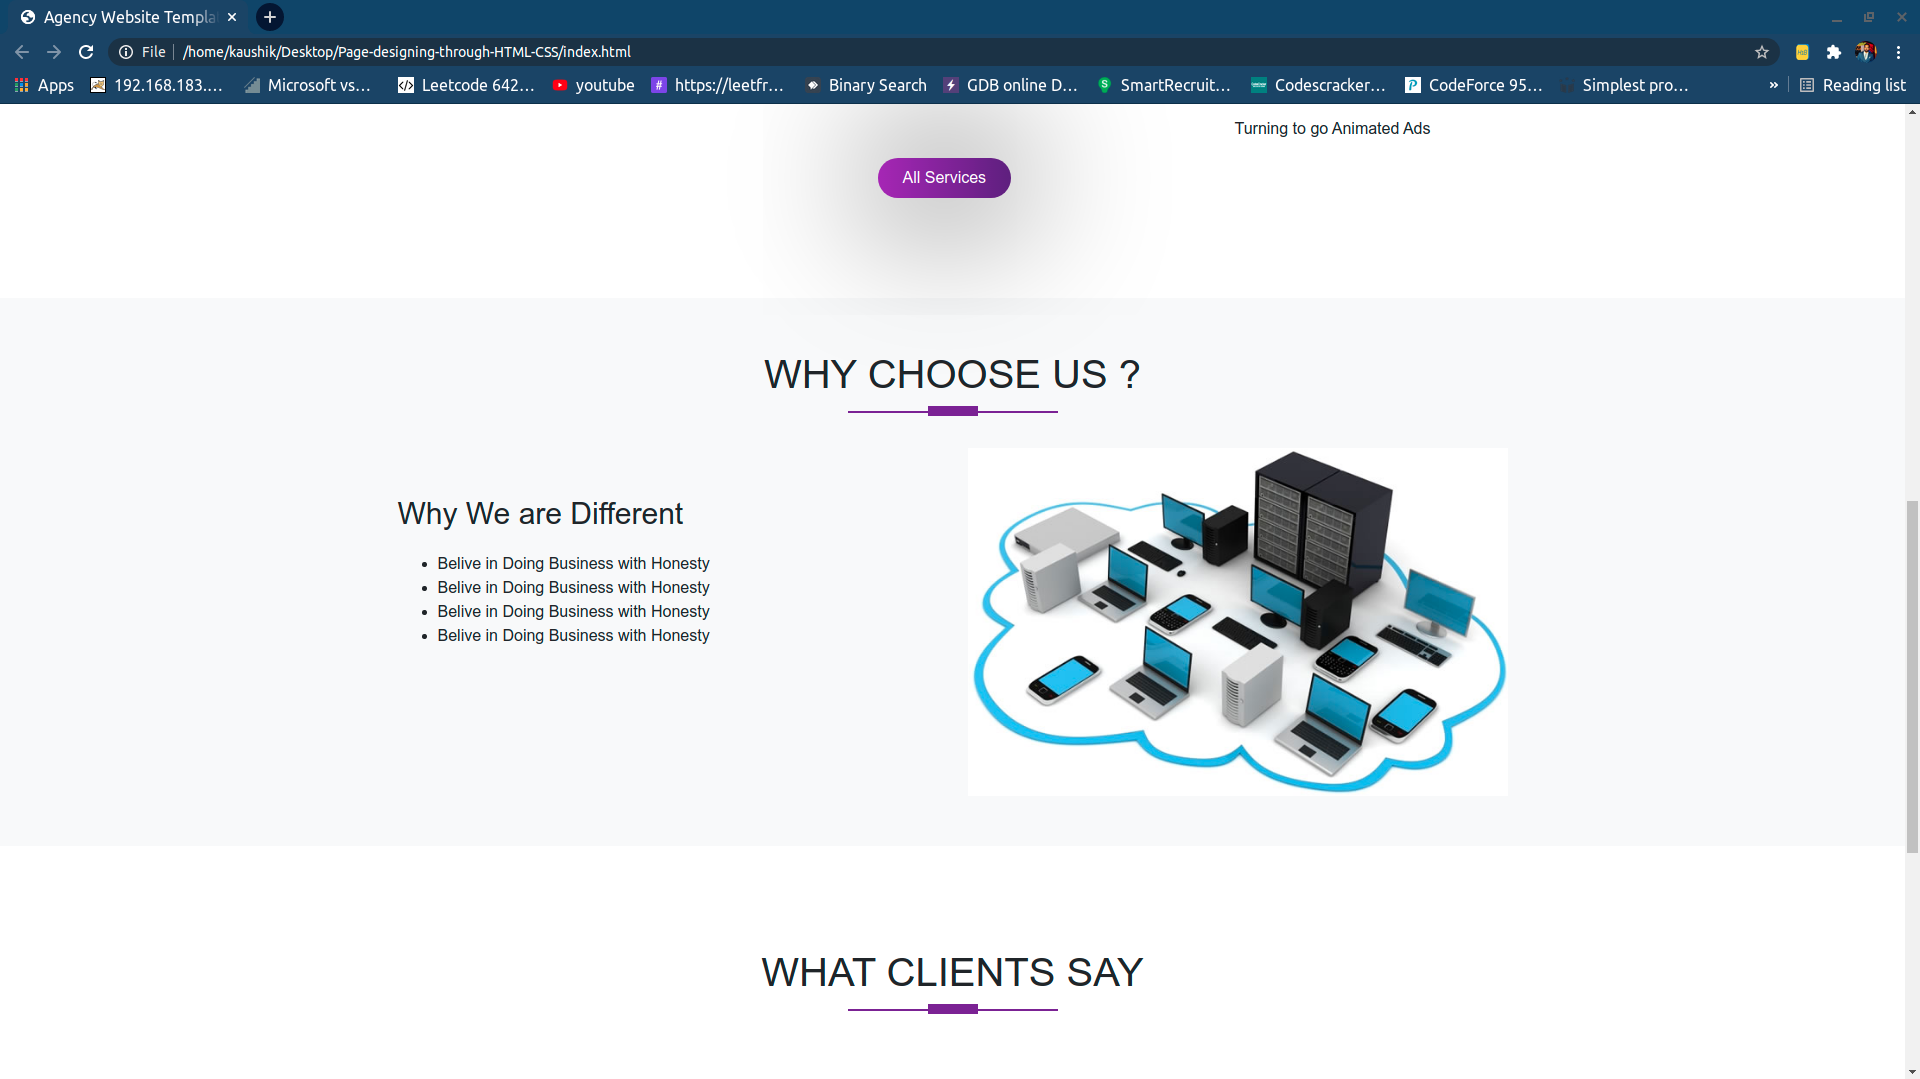 Agency Website Templa
File
/home/kaushik/Desktop/Page-designing-through-HTML-CSS/index.html
Apps
192.168.183....
Microsoft vs...
Leetcode 642...
youtube
https://leetfr...
Binary Search
GDB online D...
SmartRecruit...
Codescracker...
CodeForce 95...
Simplest pro...
»
Reading list
Turning to go Animated Ads
All Services
WHY CHOOSE US ?
Why We are Different
Belive in Doing Business with Honesty
Belive in Doing Business with Honesty
Belive in Doing Business with Honesty
Belive in Doing Business with Honesty
WHAT CLIENTS SAY